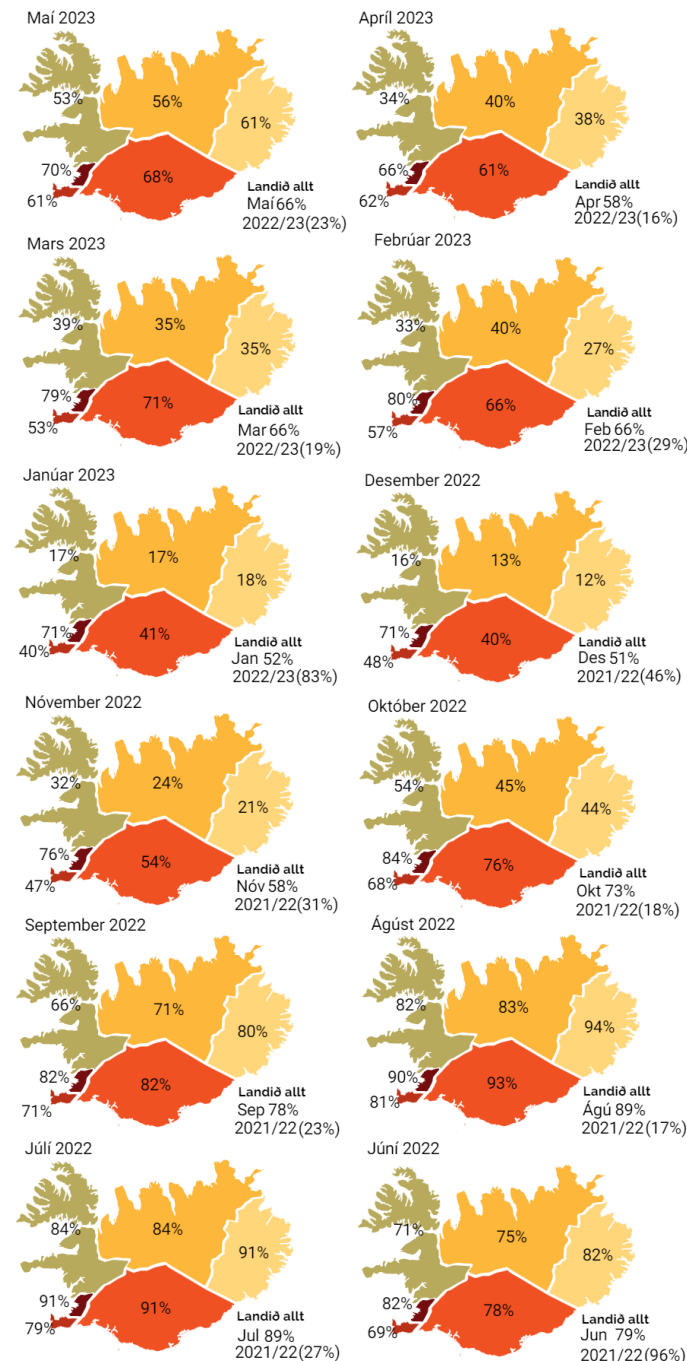 Maí 2023
53%
56%
61%
70%
68%
61%
Landið allt
Maí 66%
2022/23(23%)
Apríl 2023
34%
40%
38%
66%
61%
62%
Landið allt
Apr 58%
2022/23(16%)
Mars 2023
39%
35%
35%
79%
71%
53%
Landið allt
Mar 66%
2022/23(19%)
Febrúar 2023
33%
40%
27%
80%
66%
57%
Landið allt
Feb 66%
2022/23(29%)
Janúar 2023
17%
17%
18%
71%
41%
40%
Landið allt
Jan 52%
2022/23(83%)
Desember 2022
16%
13%
12%
71%
40%
48%
Landið allt
Des 51%
2021/22(46%)
Nóvember 2022
32%
24%
21%
76%
54%
47%
Landið allt
Nóv 58%
2021/22(31%)
Október 2022
54%
45%
44%
84%
76%
68%
Landið allt
Okt 73%
2021/22(18%)
September 2022
66%
71%
80%
82%
82%
71%
Landið allt
Sep 78%
2021/22(23%)
Ágúst 2022
82%
83%
94%
90%
93%
81%
Landið allt
Ágú 89%
2021/22(17%)
Júlí 2022
84%
84%
91%
91%
91%
79%
Landið allt
Jul 89%
2021/22(27%)
Júní 2022
71%
75%
82%
82%
78%
69%
Landið allt
Jun 79%
2021/22(96%)